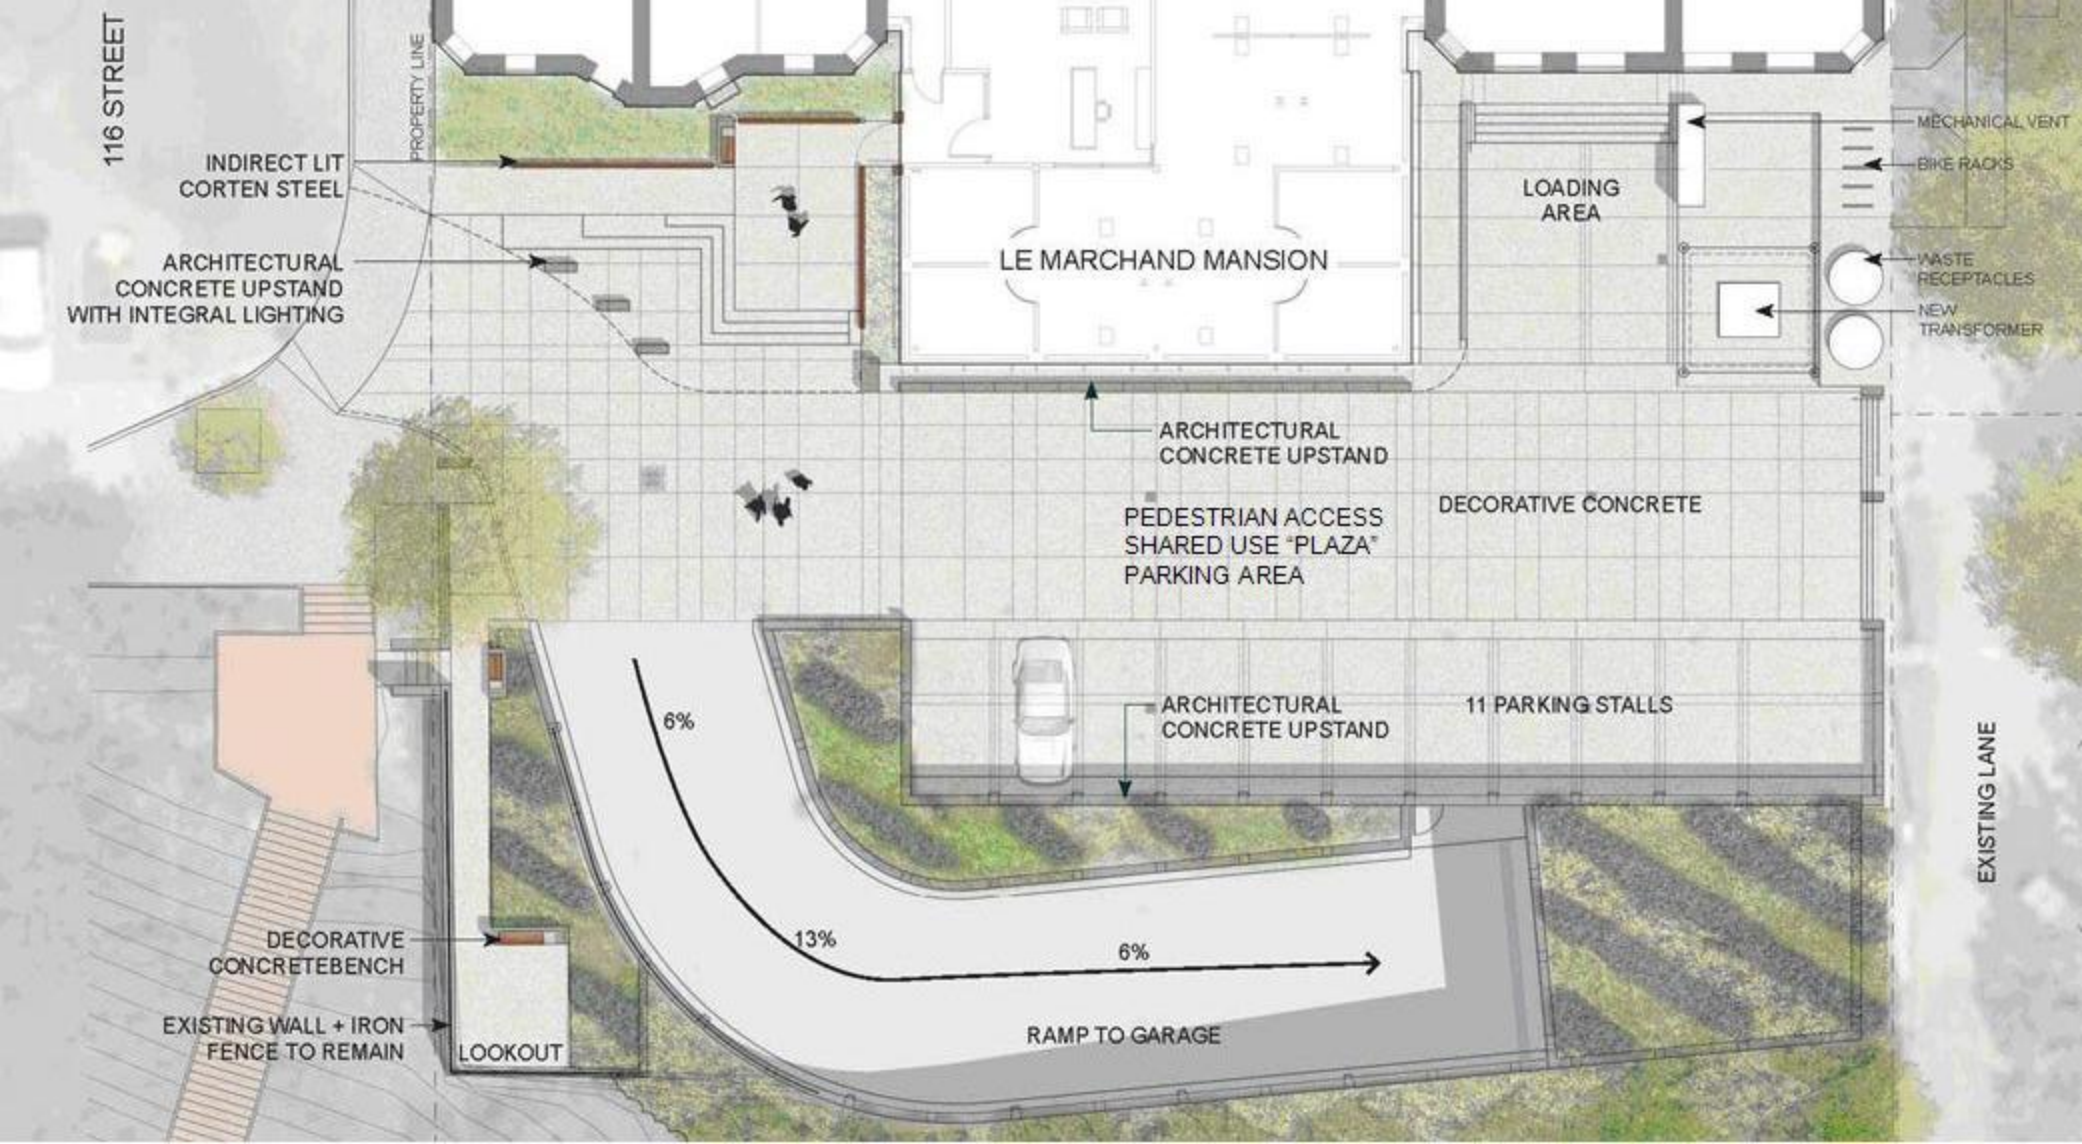 116 STREET
PROPERTY LINE
INDIRECT LIT
CORTEN STEEL
ARCHITECTURAL
CONCRETE UPSTAND
WITH INTEGRAL LIGHTING
LE MARCHAND MANSION
LOADING
AREA
MECHANICAL VENT
BIKE RACKS
WASTE
RECEPTACLES
NEW
TRANSFORMER
ARCHITECTURAL
CONCRETE UPSTAND
PEDESTRIAN ACCESS
SHARED USE “PLAZA”
PARKING AREA
DECORATIVE CONCRETE
ARCHITECTURAL
CONCRETE UPSTAND
11 PARKING STALLS
EXISTING LANE
6%
13%
6%
RAMP TO GARAGE
DECORATIVE
CONCRETEBENCH
EXISTING WALL + IRON
FENCE TO REMAIN
LOOKOUT